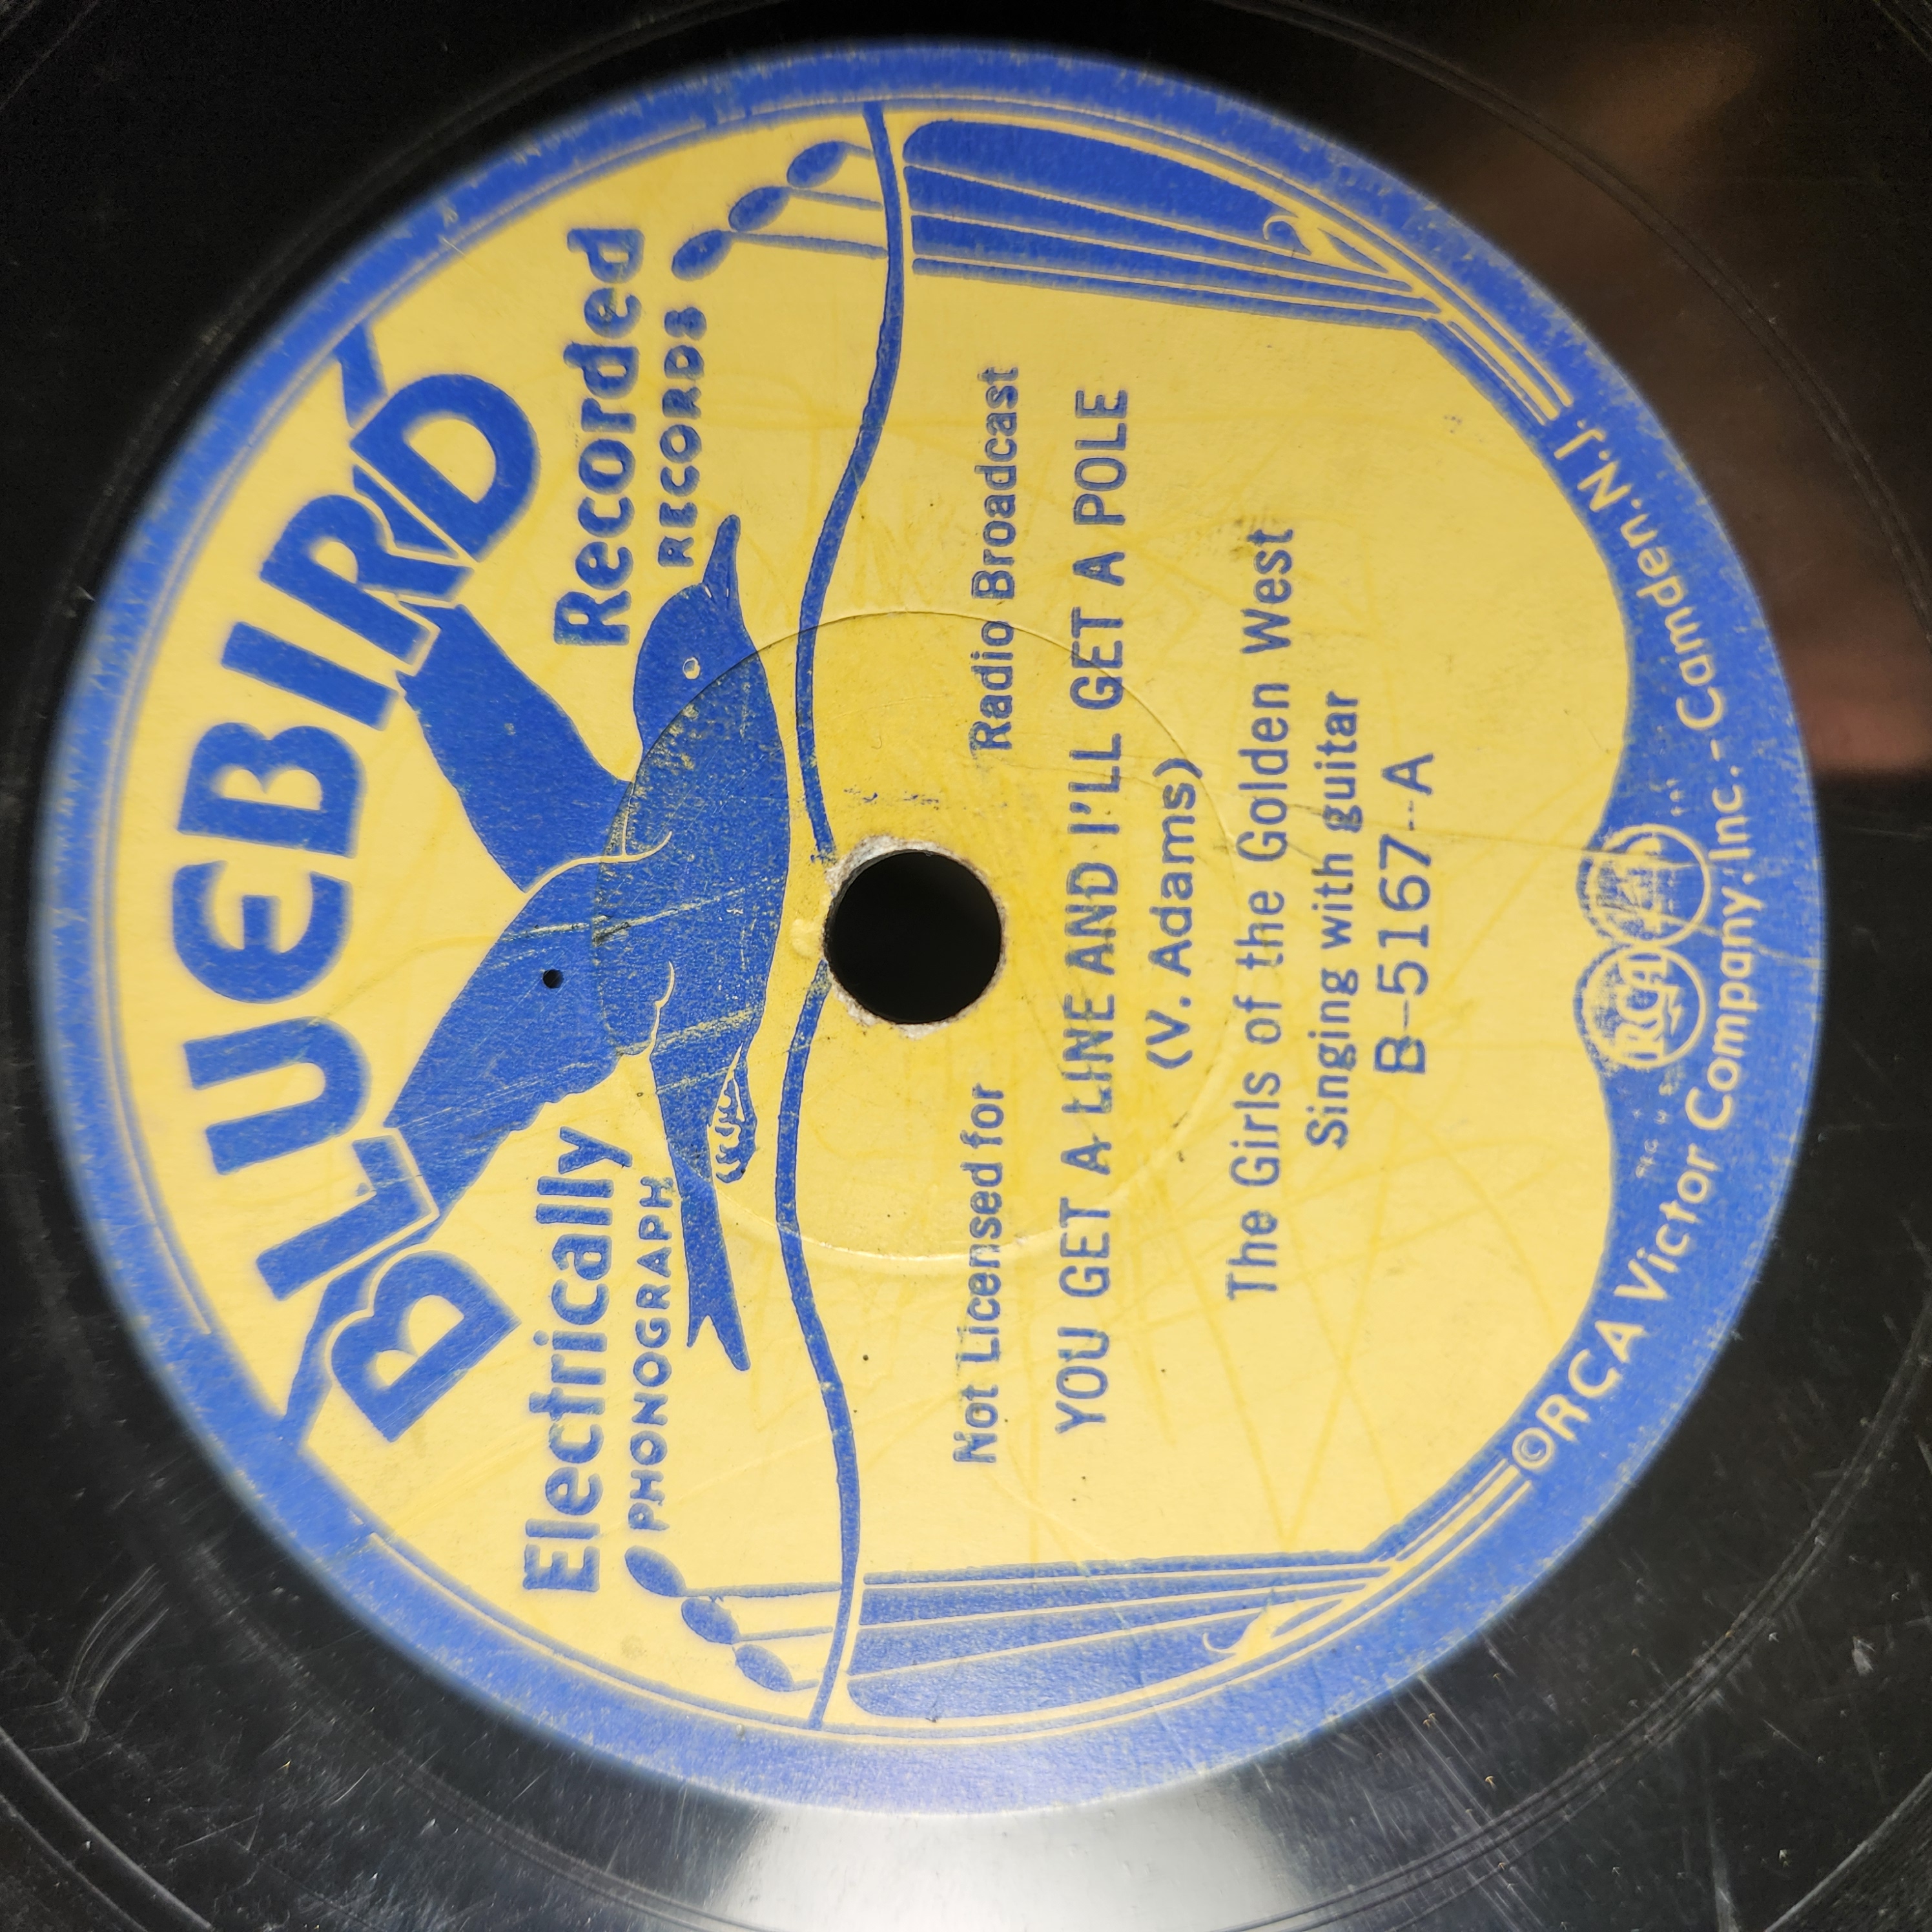 BLUEBIRD
Electrically Recorded
PHONOGRAPH RECORDS
Not Licensed for Radio Broadcast
YOU GET A LINE AND I'LL GET A POLE
(V. Adams)
The Girls of the Golden West
Singing with guitar
B-5167-A
RCA
©RCA Victor Company, Inc.-Camden. N.J.